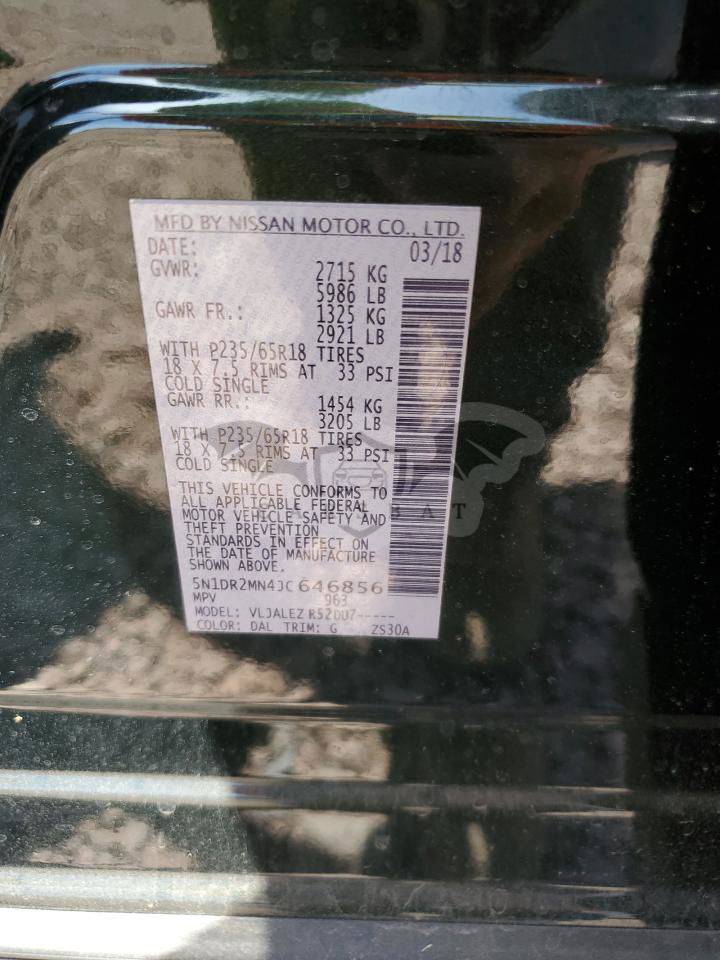 MFD BY NISSAN MOTOR CO., LTD.
DATE: 03/18
GVWR: 2715 KG
5986 LB
GAWR FR.: 1325 KG
2921 LB
WITH P235/65R18 TIRES
18 X 7.5 RIMS AT 33 PSI
COLD SINGLE
GAWR RR.: 1454 KG
3205 LB
WITH P235/65R18 TIRES
18 X 7.5 RIMS AT 33 PSI
COLD SINGLE
THIS VEHICLE CONFORMS TO
ALL APPLICABLE FEDERAL
MOTOR VEHICLE SAFETY AND
THEFT PREVENTION
STANDARDS IN EFFECT ON
THE DATE OF MANUFACTURE
SHOWN ABOVE.
5N1DR2MN4JC646856
MPV 963
MODEL: VLJALEZ
COLOR: DAL TRIM: G ZS30A